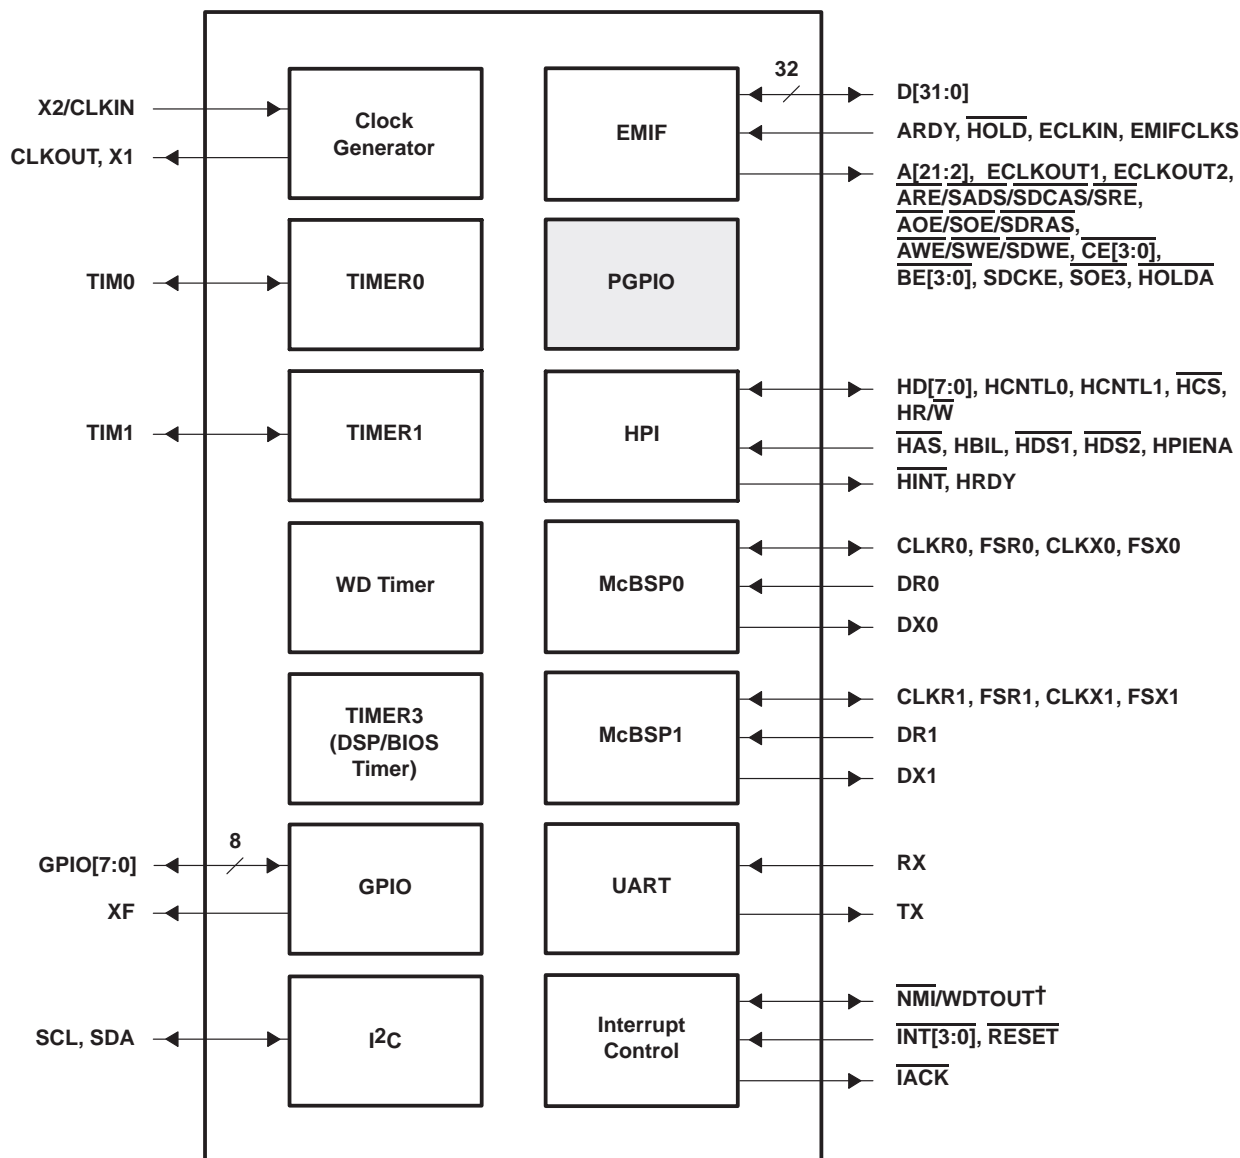 X2/CLKIN
CLKOUT, X1
Clock
Generator
EMIF
32
D[31:0]
ARDY, HOLD, ECLKIN, EMIFCLKS
A[21:2], ECLKOUT1, ECLKOUT2,
ARE/SADS/SDCAS/SRE,
AOE/SOE/SDRAS,
AWE/SWE/SDWE, CE[3:0],
BE[3:0], SDCKE, SOE3, HOLDA
TIM0
TIMER0
PGPIO
TIM1
TIMER1
HPI
HD[7:0], HCNTL0, HCNTL1, HCS,
HR/W
HAS, HBIL, HDS1, HDS2, HPIENA
HINT, HRDY
WD Timer
McBSP0
CLKR0, FSR0, CLKX0, FSX0
DR0
DX0
TIMER3
(DSP/BIOS
Timer)
McBSP1
CLKR1, FSR1, CLKX1, FSX1
DR1
DX1
GPIO[7:0]
8
XF
GPIO
UART
RX
TX
SCL, SDA
I²C
Interrupt
Control
NMI/WDTOUT†
INT[3:0], RESET
IACK